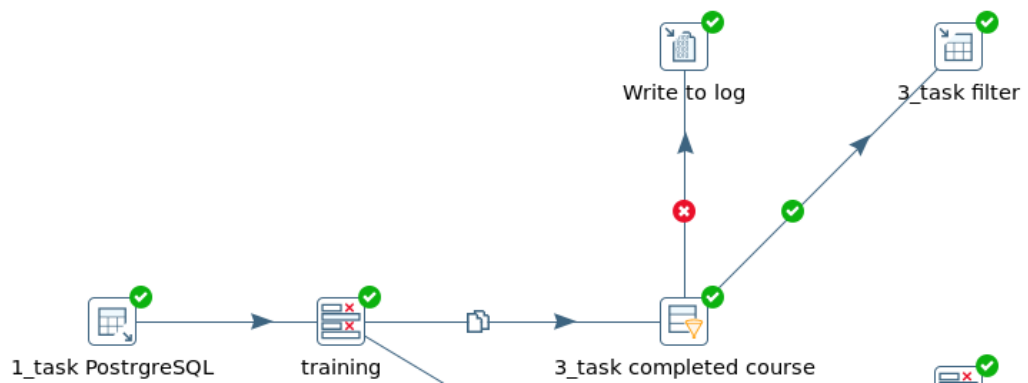 Write to log
3_task filter
1_task PostrgreSQL
training
3_task completed course